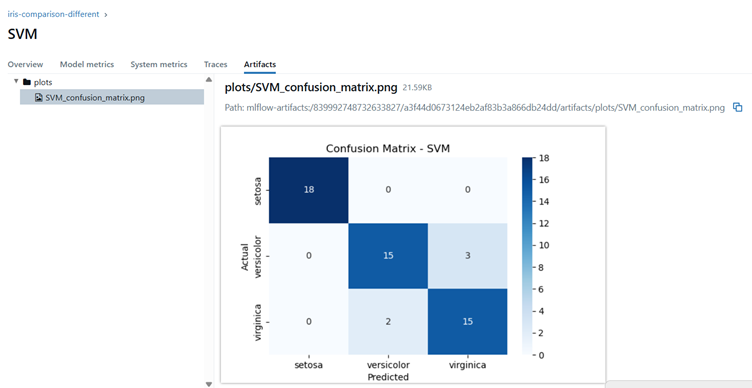 iris-comparison-different ›
SVM
Overview Model metrics System metrics Traces Artifacts
plots
SVM_confusion_matrix.png
plots/SVM_confusion_matrix.png 21.59KB
Path: mlflow-artifacts:/839992748732633827/a3f44d0673124eb2af83b3a866db24dd/artifacts/plots/SVM_confusion_matrix.png
Confusion Matrix - SVM
Actual
setosa 18 0 0
versicolor 0 15 3
virginica 0 2 15
setosa versicolor virginica
Predicted
18
16
14
12
10
8
6
4
2
0